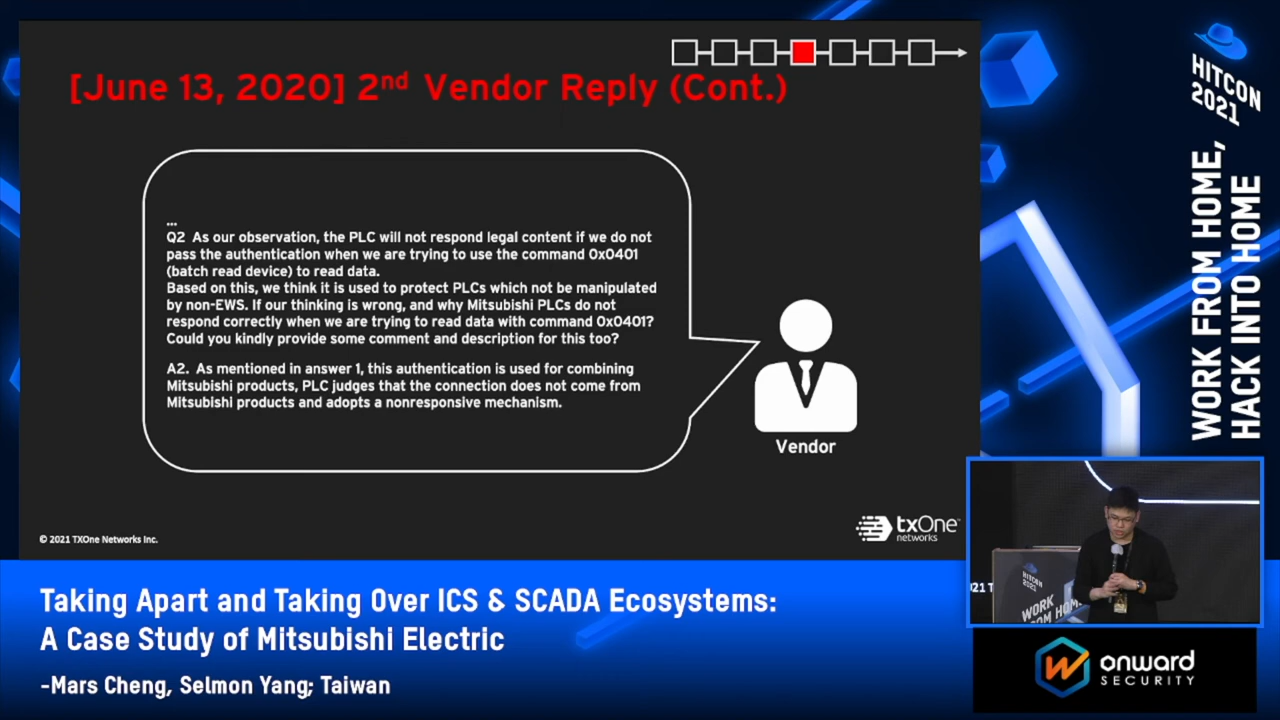 [June 13, 2020] 2nd Vendor Reply (Cont.)
...
Q2 As our observation, the PLC will not respond legal content if we do not
pass the authentication when we are trying to use the command 0x0401
(batch read device) to read data.
Based on this, we think it is used to protect PLCs which not be manipulated
by non-EWS. If our thinking is wrong, and why Mitsubishi PLCs do not
respond correctly when we are trying to read data with command 0x0401?
Could you kindly provide some comment and description for this too?
A2. As mentioned in answer 1, this authentication is used for combining
Mitsubishi products, PLC judges that the connection does not come from
Mitsubishi products and adopts a nonresponsive mechanism.
Vendor
© 2021 TXOne Networks Inc.
txOne
networks
HITCON
2021
WORK FROM HOME,
HACK INTO HOME
Taking Apart and Taking Over ICS & SCADA Ecosystems:
A Case Study of Mitsubishi Electric
-Mars Cheng, Selmon Yang; Taiwan
HITCON
2021
WORK
FROM HOM
onward
SECURITY